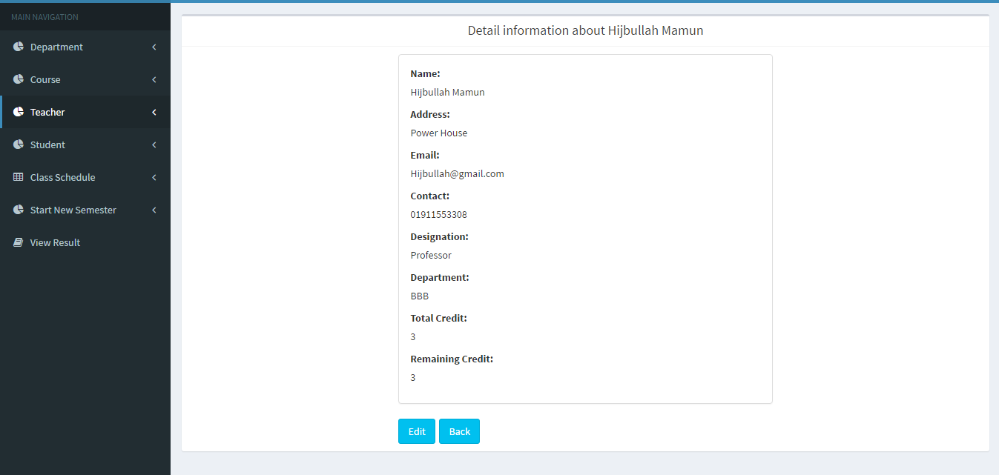 MAIN NAVIGATION
Department
Course
Teacher
Student
Class Schedule
Start New Semester
View Result
Detail information about Hijbullah Mamun
Name:
Hijbullah Mamun
Address:
Power House
Email:
Hijbullah@gmail.com
Contact:
01911553308
Designation:
Professor
Department:
BBB
Total Credit:
3
Remaining Credit:
3
Edit Back